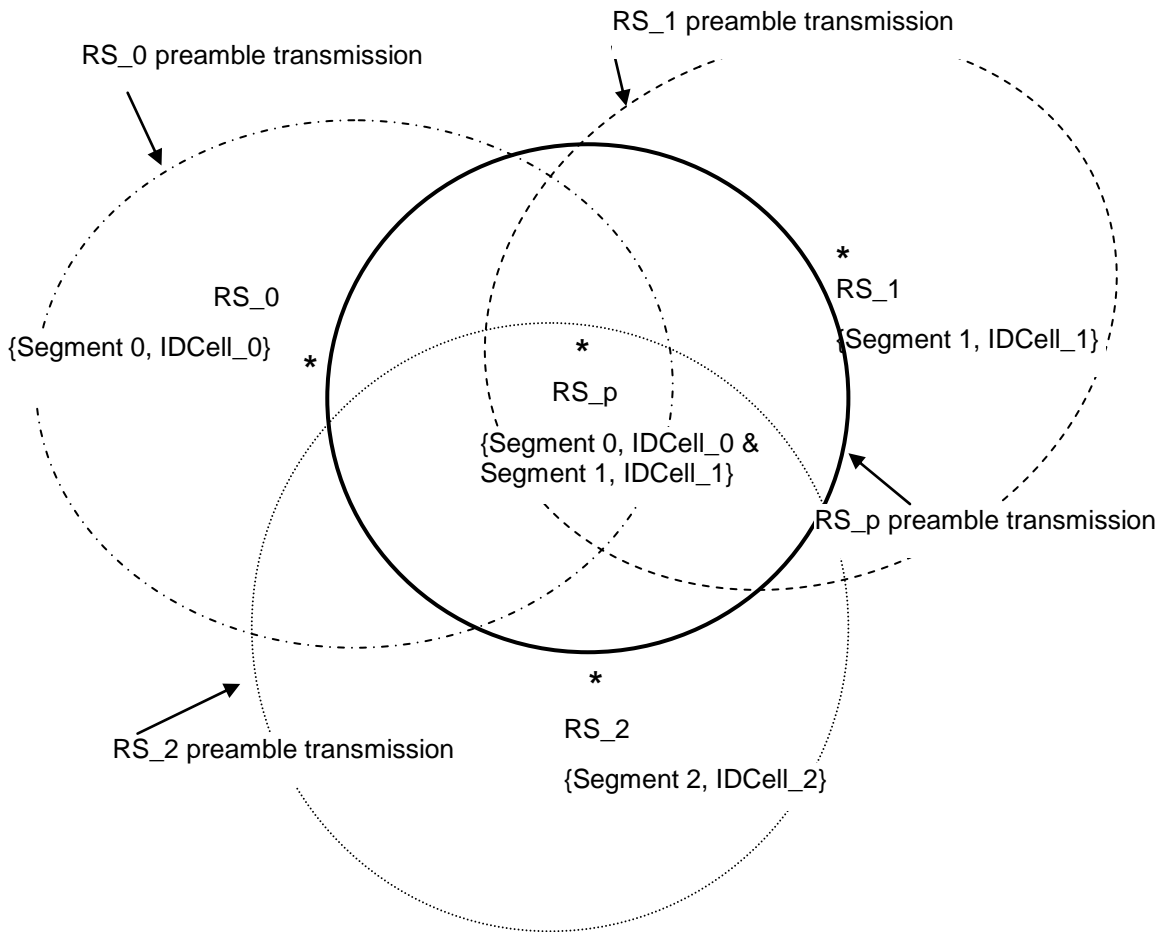 RS_1 preamble transmission
RS_0 preamble transmission
*
RS_0
RS_1
{Segment 0, IDCell_0}
*
{Segment 1, IDCell_1}
*
RS_p
{Segment 0, IDCell_0 &
Segment 1, IDCell_1}
RS_p preamble transmission
*
RS_2
RS_2 preamble transmission
{Segment 2, IDCell_2}